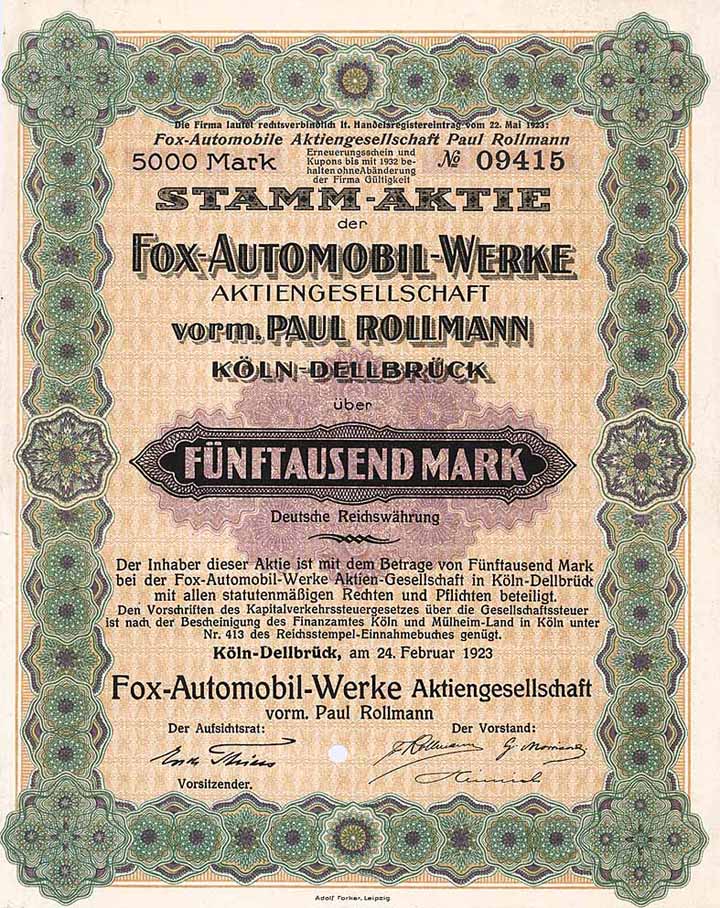 Die Firma lautet rechtsverbindlich lt. Handelsregistereintrag vom 22. Mai 1923:
Fox-Automobile Aktiengesellschaft Paul Rollmann
5000 Mark
Erneuerungsschein und
Kupons bis mit 1932 be-
halten ohne Abänderung
der Firma Gültigkeit
№ 09415
STAMM-AKTIE
der
FOX-AUTOMOBIL-WERKE
AKTIENGESELLSCHAFT
vorm. PAUL ROLLMANN
KÖLN-DELLBRÜCK
über
FÜNFTAUSEND MARK
Deutsche Reichswährung
Der Inhaber dieser Aktie ist mit dem Betrage von Fünftausend Mark
bei der Fox-Automobil-Werke Aktien-Gesellschaft in Köln-Dellbrück
mit allen statutenmäßigen Rechten und Pflichten beteiligt.
Den Vorschriften des Kapitalverkehrssteuergesetzes über die Gesellschaftssteuer
ist nach der Bescheinigung des Finanzamtes Köln und Mülheim-Land in Köln unter
Nr. 413 des Reichsstempel-Einnahmebuches genügt.
Köln-Dellbrück, am 24. Februar 1923
Fox-Automobil-Werke Aktiengesellschaft
vorm. Paul Rollmann
Der Aufsichtsrat:
Der Vorstand:
Rollmann
Heinrich
Vorsitzender.
Adolf Forker, Leipzig